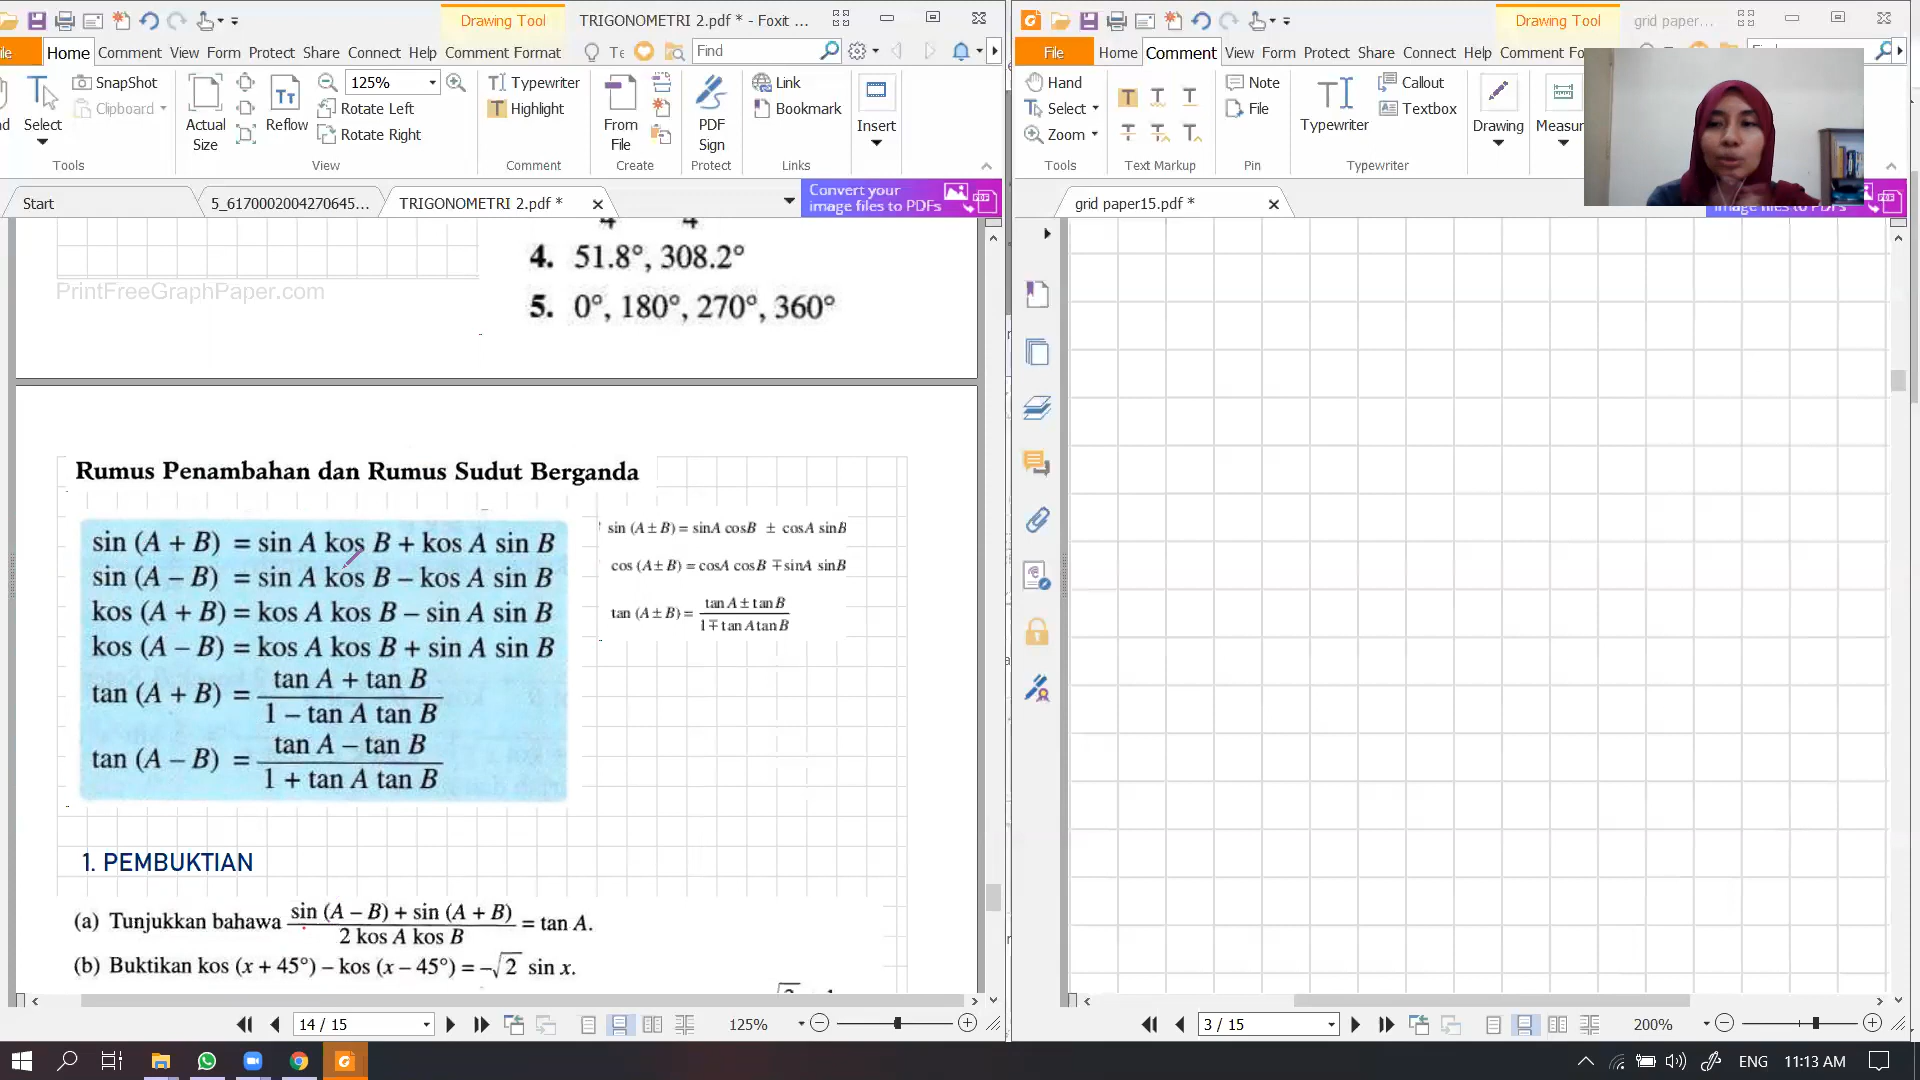 Drawing Tool
TRIGONOMETRI 2.pdf * - Foxit ...
Home Comment View Form Protect Share Connect Help Comment Format
Find
SnapShot
Clipboard
Select
Actual Size
Reflow
125%
Rotate Left
Rotate Right
Typewriter
Highlight
From File
PDF Sign
Link
Bookmark
Insert
Tools View Comment Create Protect Links
Start
5_6170002004270645...
TRIGONOMETRI 2.pdf *
Convert your
image files to PDFs
PrintFreeGraphPaper.com
4. 51.8°, 308.2°
5. 0°, 180°, 270°, 360°
Rumus Penambahan dan Rumus Sudut Berganda
sin (A + B) = sin A kos B + kos A sin B
sin (A – B) = sin A kos B – kos A sin B
kos (A + B) = kos A kos B – sin A sin B
kos (A – B) = kos A kos B + sin A sin B
tan (A + B) = tan A + tan B / 1 – tan A tan B
tan (A – B) = tan A – tan B / 1 + tan A tan B
sin (A ± B) = sinA cosB ± cosA sinB
cos (A ± B) = cosA cosB ∓ sinA sinB
tan (A ± B) = tan A ± tan B / 1 ∓ tan A tan B
1. PEMBUKTIAN
(a) Tunjukkan bahawa sin (A – B) + sin (A + B) / 2 kos A kos B = tan A.
(b) Buktikan kos (x + 45°) – kos (x – 45°) = –√2 sin x.
14 / 15
125%
Drawing Tool
grid paper...
File Home Comment View Form Protect Share Connect Help Comment Fo
Hand
Select
Zoom
Note
File
Typewriter
Callout
Textbox
Drawing
Measur
Tools Text Markup Pin Typewriter
grid paper15.pdf *
3 / 15
200%
ENG 11:13 AM